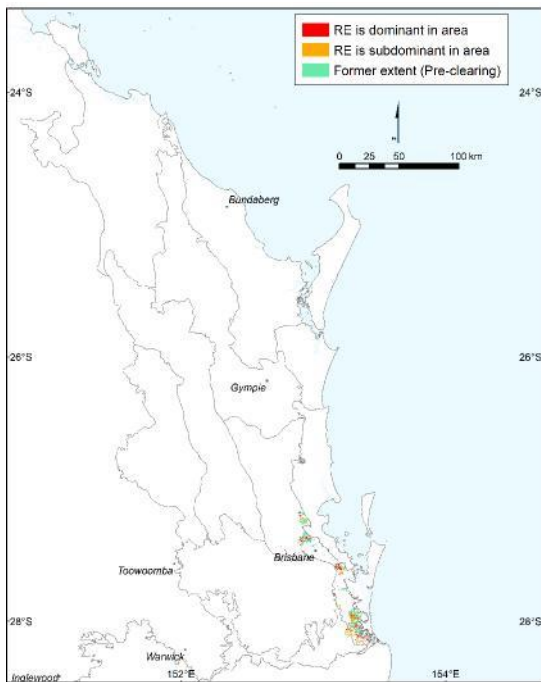 RE is dominant in area
RE is subdominant in area
Former extent (Pre-clearing)
24°S
24°S
0 25 50 100 km
Bundaberg
26°S
26°S
Gympie
Brisbane
Toowoomba
28°S
28°S
Warwick
152°E
154°E
Inglewood